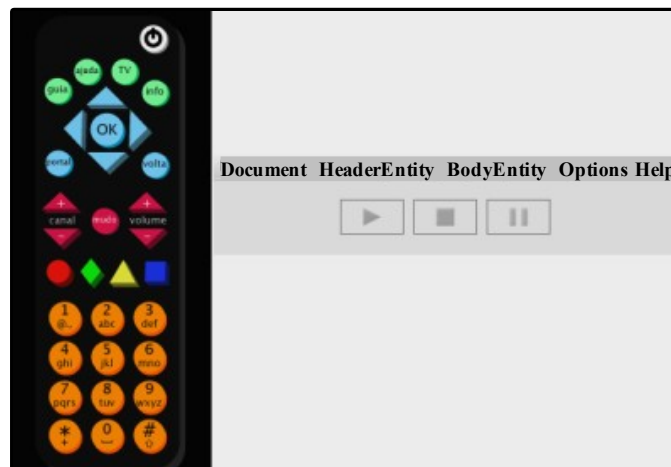 ajuda TV
guia info
OK
portal volta
Document HeaderEntity BodyEntity Options Help
+ +
canal mudo volume
− −
1 2 3
@., abc def
4 5 6
ghi jkl mno
7 8 9
pqrs tuv wxyz
* 0 #
+